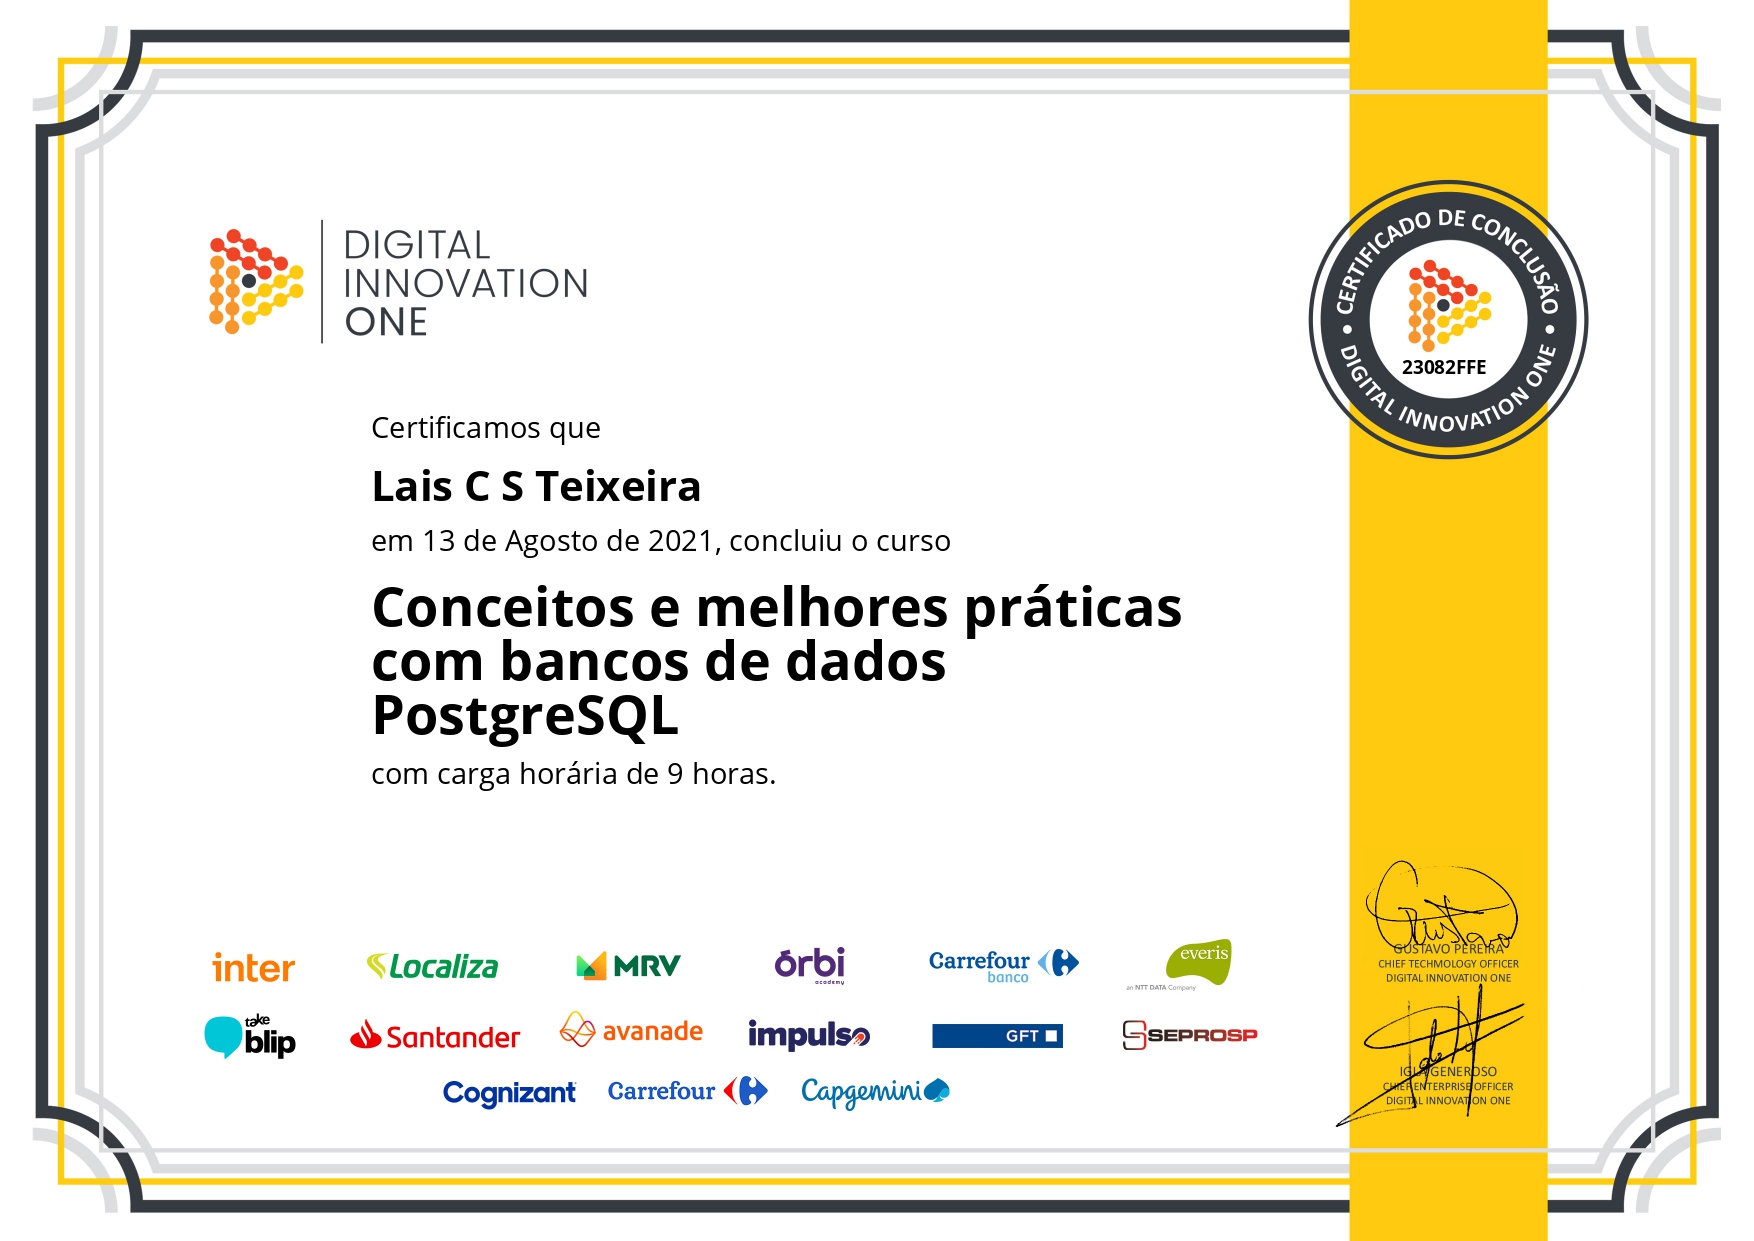 DIGITAL
INNOVATION
ONE
CERTIFICADO DE CONCLUSÃO
23082FFE
• DIGITAL INNOVATION ONE •
Certificamos que
Lais C S Teixeira
em 13 de Agosto de 2021, concluiu o curso
Conceitos e melhores práticas
com bancos de dados
PostgreSQL
com carga horária de 9 horas.
inter
Localiza
MRV
órbi
academy
Carrefour
banco
everis
an NTT DATA Company
take
blip
Santander
avanade
impulso
GFT
SEPROSP
Cognizant
Carrefour
Capgemini
Gustavo
GUSTAVO PEREIRA
CHIEF TECHMOLOGY OFFICER
DIGITAL INNOVATION ONE
IGLA GENEROSO
CHIEF ENTERPRISE OFFICER
DIGITAL INNOVATION ONE